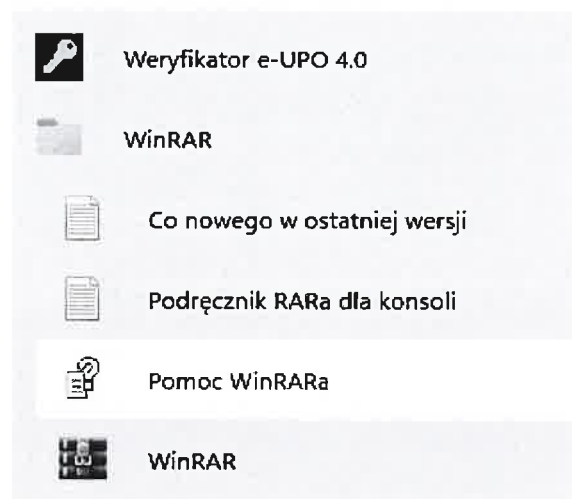 Weryfikator e-UPO 4.0
WinRAR
Co nowego w ostatniej wersji
Podręcznik RARa dla konsoli
Pomoc WinRARa
WinRAR